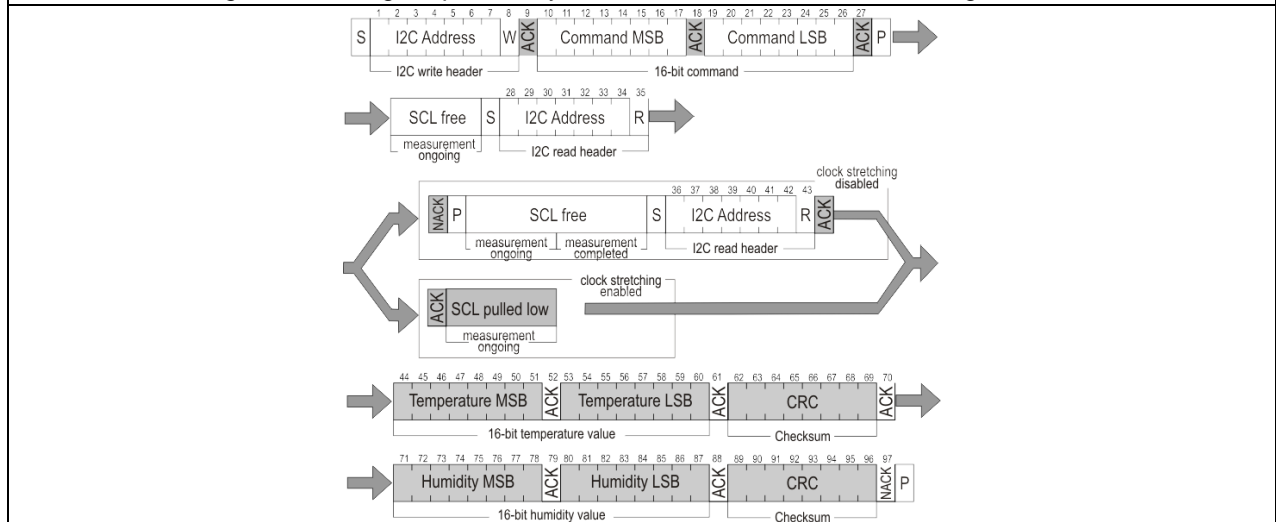 1 2 3 4 5 6 7 8 9 10 11 12 13 14 15 16 17 18 19 20 21 22 23 24 25 26 27
S I2C Address W ACK Command MSB ACK Command LSB ACK P
I2C write header 16-bit command
28 29 30 31 32 33 34 35
SCL free S I2C Address R
measurement
ongoing
I2C read header
clock stretching
disabled
36 37 38 39 40 41 42 43
NACK P SCL free S I2C Address R ACK
measurement
ongoing
measurement
completed
I2C read header
clock stretching
enabled
ACK SCL pulled low
measurement
ongoing
44 45 46 47 48 49 50 51 52 53 54 55 56 57 58 59 60 61 62 63 64 65 66 67 68 69 70
Temperature MSB ACK Temperature LSB ACK CRC ACK
16-bit temperature value Checksum
71 72 73 74 75 76 77 78 79 80 81 82 83 84 85 86 87 88 89 90 91 92 93 94 95 96 97
Humidity MSB ACK Humidity LSB ACK CRC NACK P
16-bit humidity value Checksum